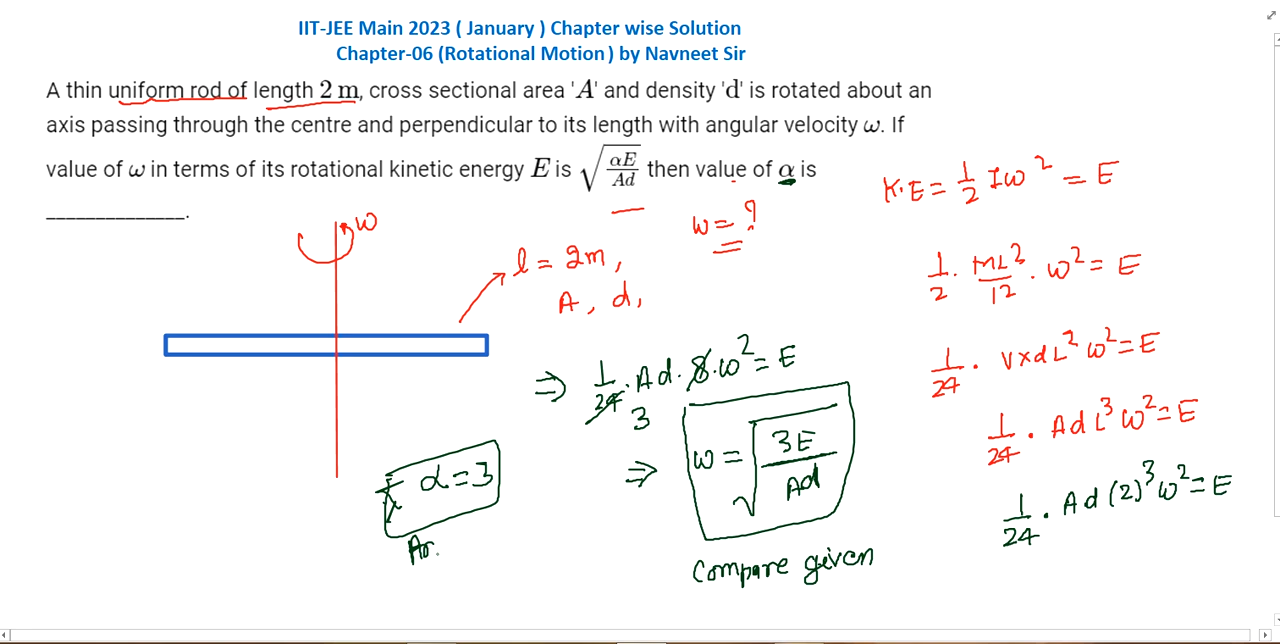 IIT-JEE Main 2023 ( January ) Chapter wise Solution
Chapter-06 (Rotational Motion) by Navneet Sir
A thin uniform rod of length 2 m, cross sectional area 'A' and density 'd' is rotated about an
axis passing through the centre and perpendicular to its length with angular velocity ω. If
value of ω in terms of its rotational kinetic energy E is √(αE/Ad) then value of α is
______________.
ω
l = 2m,
A, d,
ω = ?
K.E = 1/2 Iω² = E
1/2 . ML²/12 . ω² = E
1/24 . V×d L² ω² = E
1/24 . Ad L³ ω² = E
1/24 . Ad (2)³ ω² = E
⇒ 1/24 . Ad . 8 . ω² = E
3
⇒ ω = √(3E/Ad)
Compare given
α = 3